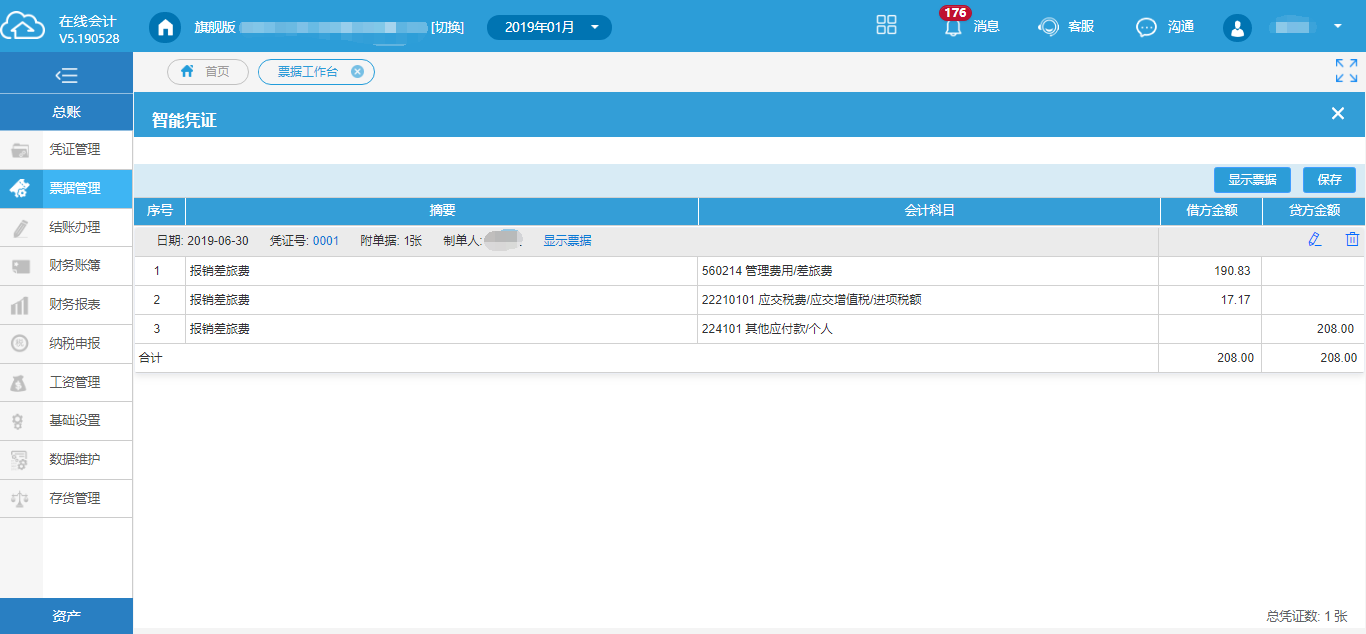 在线会计
V5.190528
旗舰版
[切换]
2019年01月
176
消息
客服
沟通
首页
票据工作台
总账
凭证管理
票据管理
结账办理
财务账簿
财务报表
纳税申报
税
工资管理
基础设置
数据维护
存货管理
资产
智能凭证
显示票据 保存
序号 摘要 会计科目 借方金额 贷方金额
日期: 2019-06-30 凭证号: 0001 附单据: 1张 制单人: 显示票据
1 报销差旅费 560214 管理费用/差旅费 190.83
2 报销差旅费 22210101 应交税费/应交增值税/进项税额 17.17
3 报销差旅费 224101 其他应付款/个人 208.00
合计 208.00 208.00
总凭证数: 1 张